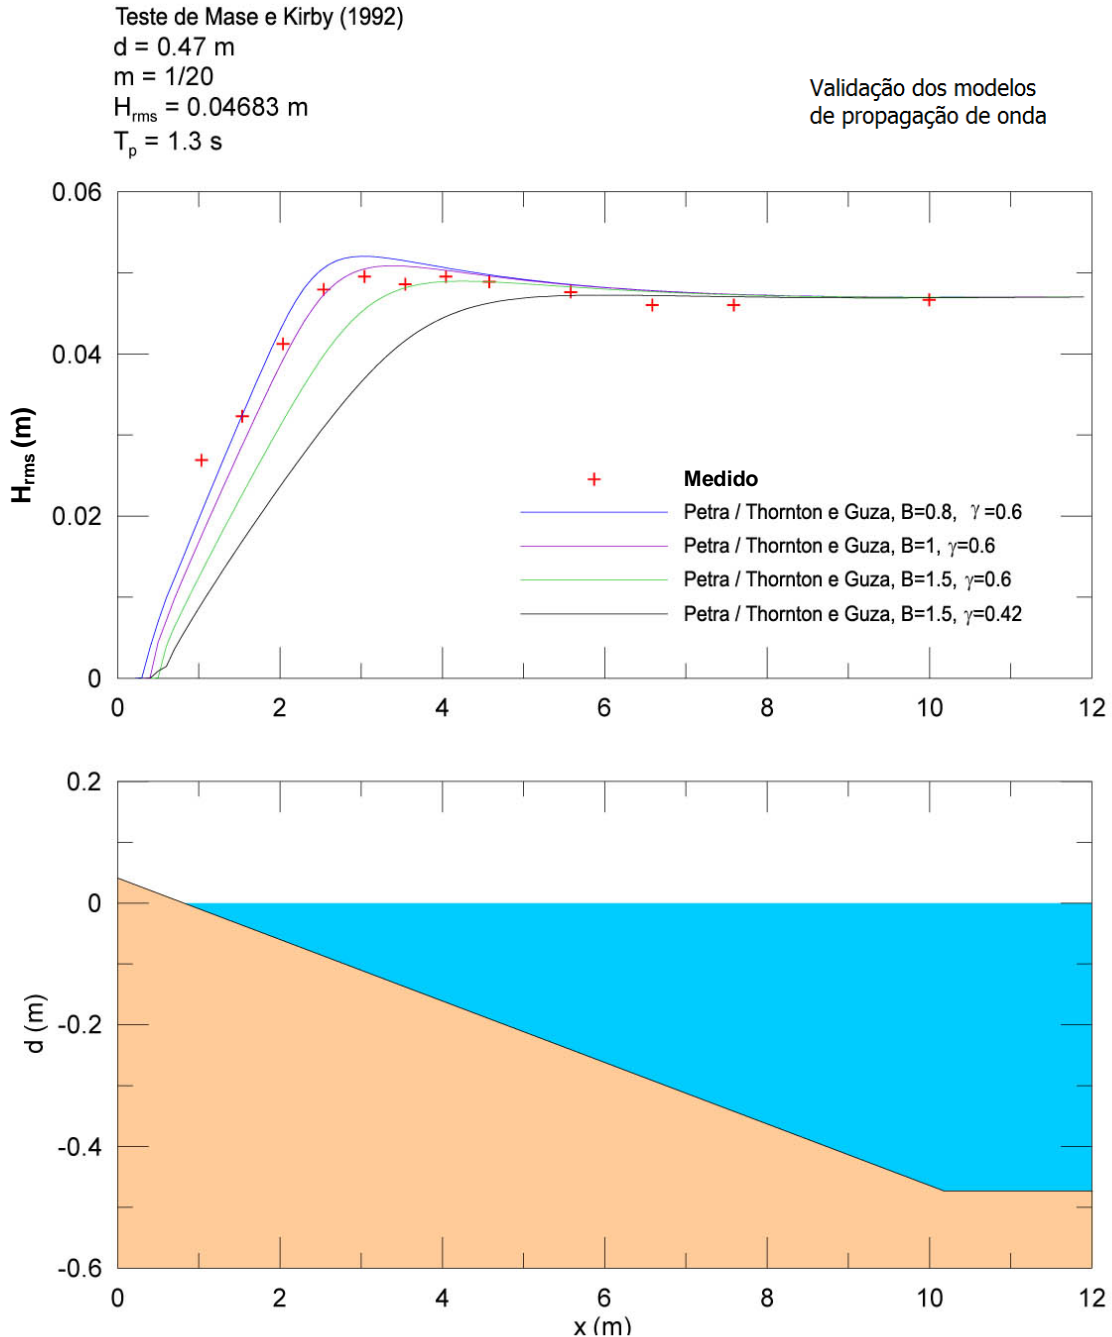 Teste de Mase e Kirby (1992)
d = 0.47 m
m = 1/20
Hrms = 0.04683 m
Tp = 1.3 s
Validação dos modelos
de propagação de onda
0.06
0.04
0.02
0
Hrms (m)
Medido
Petra / Thornton e Guza, B=0.8, γ=0.6
Petra / Thornton e Guza, B=1, γ=0.6
Petra / Thornton e Guza, B=1.5, γ=0.6
Petra / Thornton e Guza, B=1.5, γ=0.42
0 2 4 6 8 10 12
0.2
0
-0.2
-0.4
-0.6
d (m)
0 2 4 6 8 10 12
x (m)